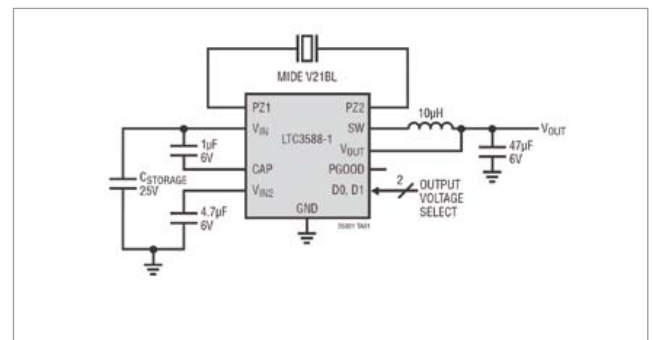 MIDE V21BL
PZ1
PZ2
VIN
SW
10µH
VOUT
LTC3588-1
VOUT
1µF
6V
CAP
PGOOD
47µF
6V
CSTORAGE
25V
VIN2
D0, D1
2
OUTPUT
VOLTAGE
SELECT
4.7µF
6V
GND